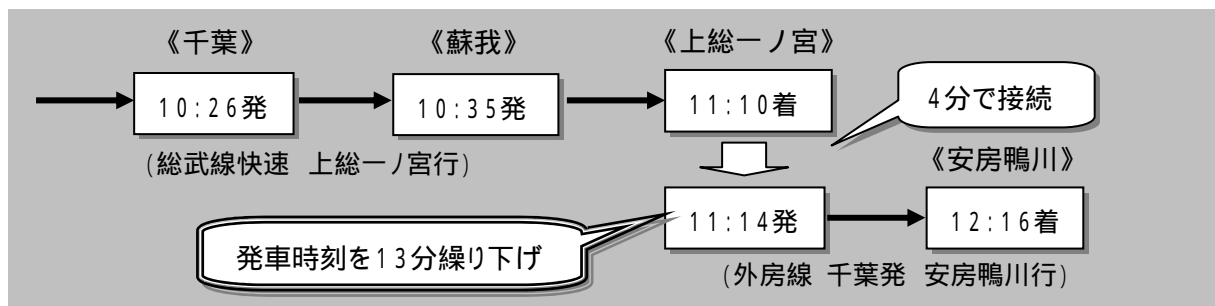 《千葉》 《蘇我》 《上総一ノ宮》
10:26発 10:35発 11:10着
4分で接続
(総武線快速 上総一ノ宮行)
《安房鴨川》
11:14発 12:16着
発車時刻を13分繰り下げ
(外房線 千葉発 安房鴨川行)